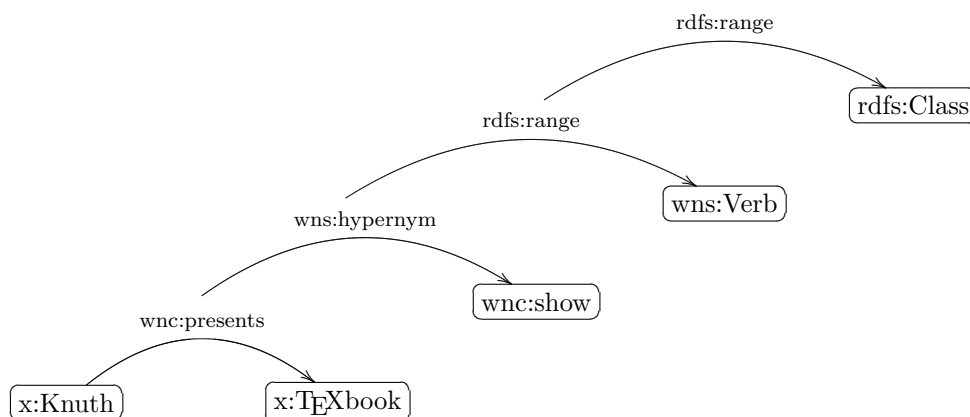 rdfs:range
rdfs:Class
rdfs:range
wns:Verb
wns:hypernym
wnc:show
wnc:presents
x:Knuth
x:TEXbook